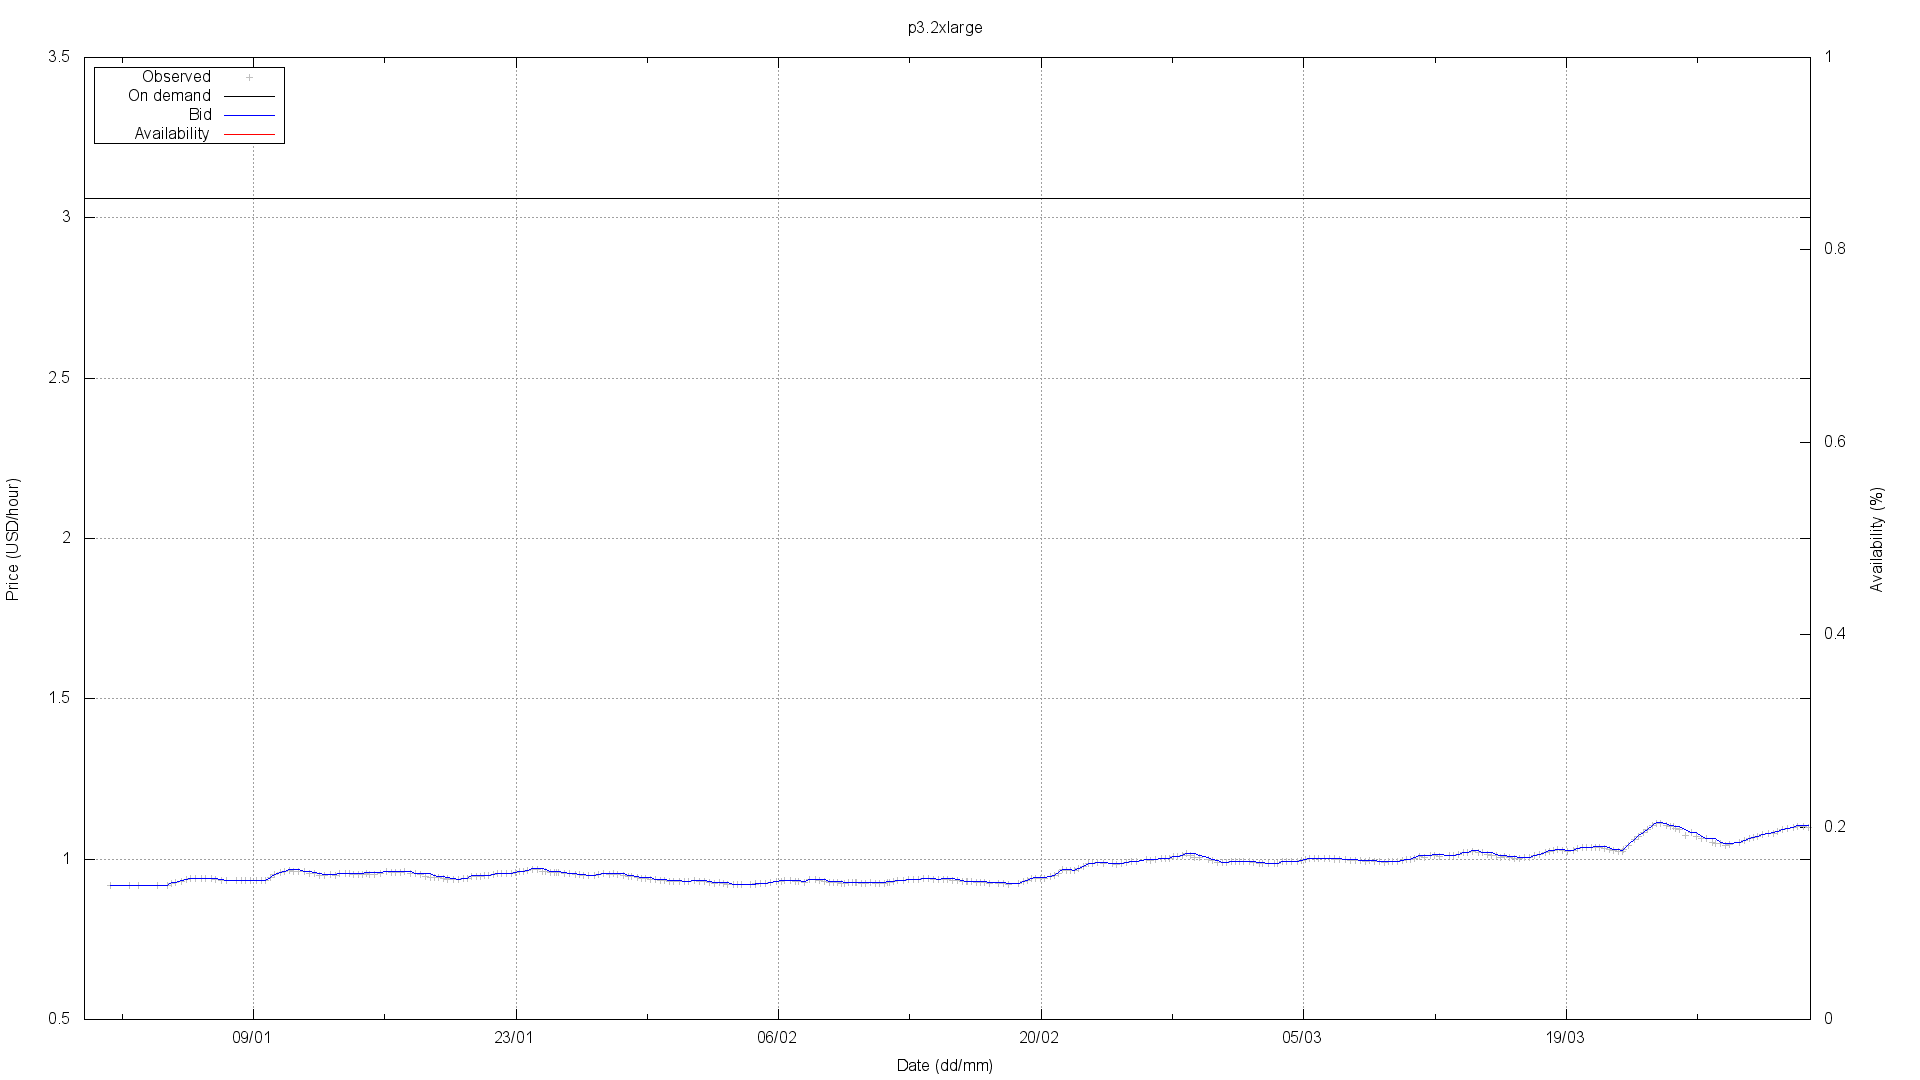 p3.2xlarge
Observed
On demand
Bid
Availability
3.5
3
2.5
2
1.5
1
0.5
Price (USD/hour)
1
0.8
0.6
0.4
0.2
0
Availability (%)
09/01
23/01
06/02
20/02
05/03
19/03
Date (dd/mm)